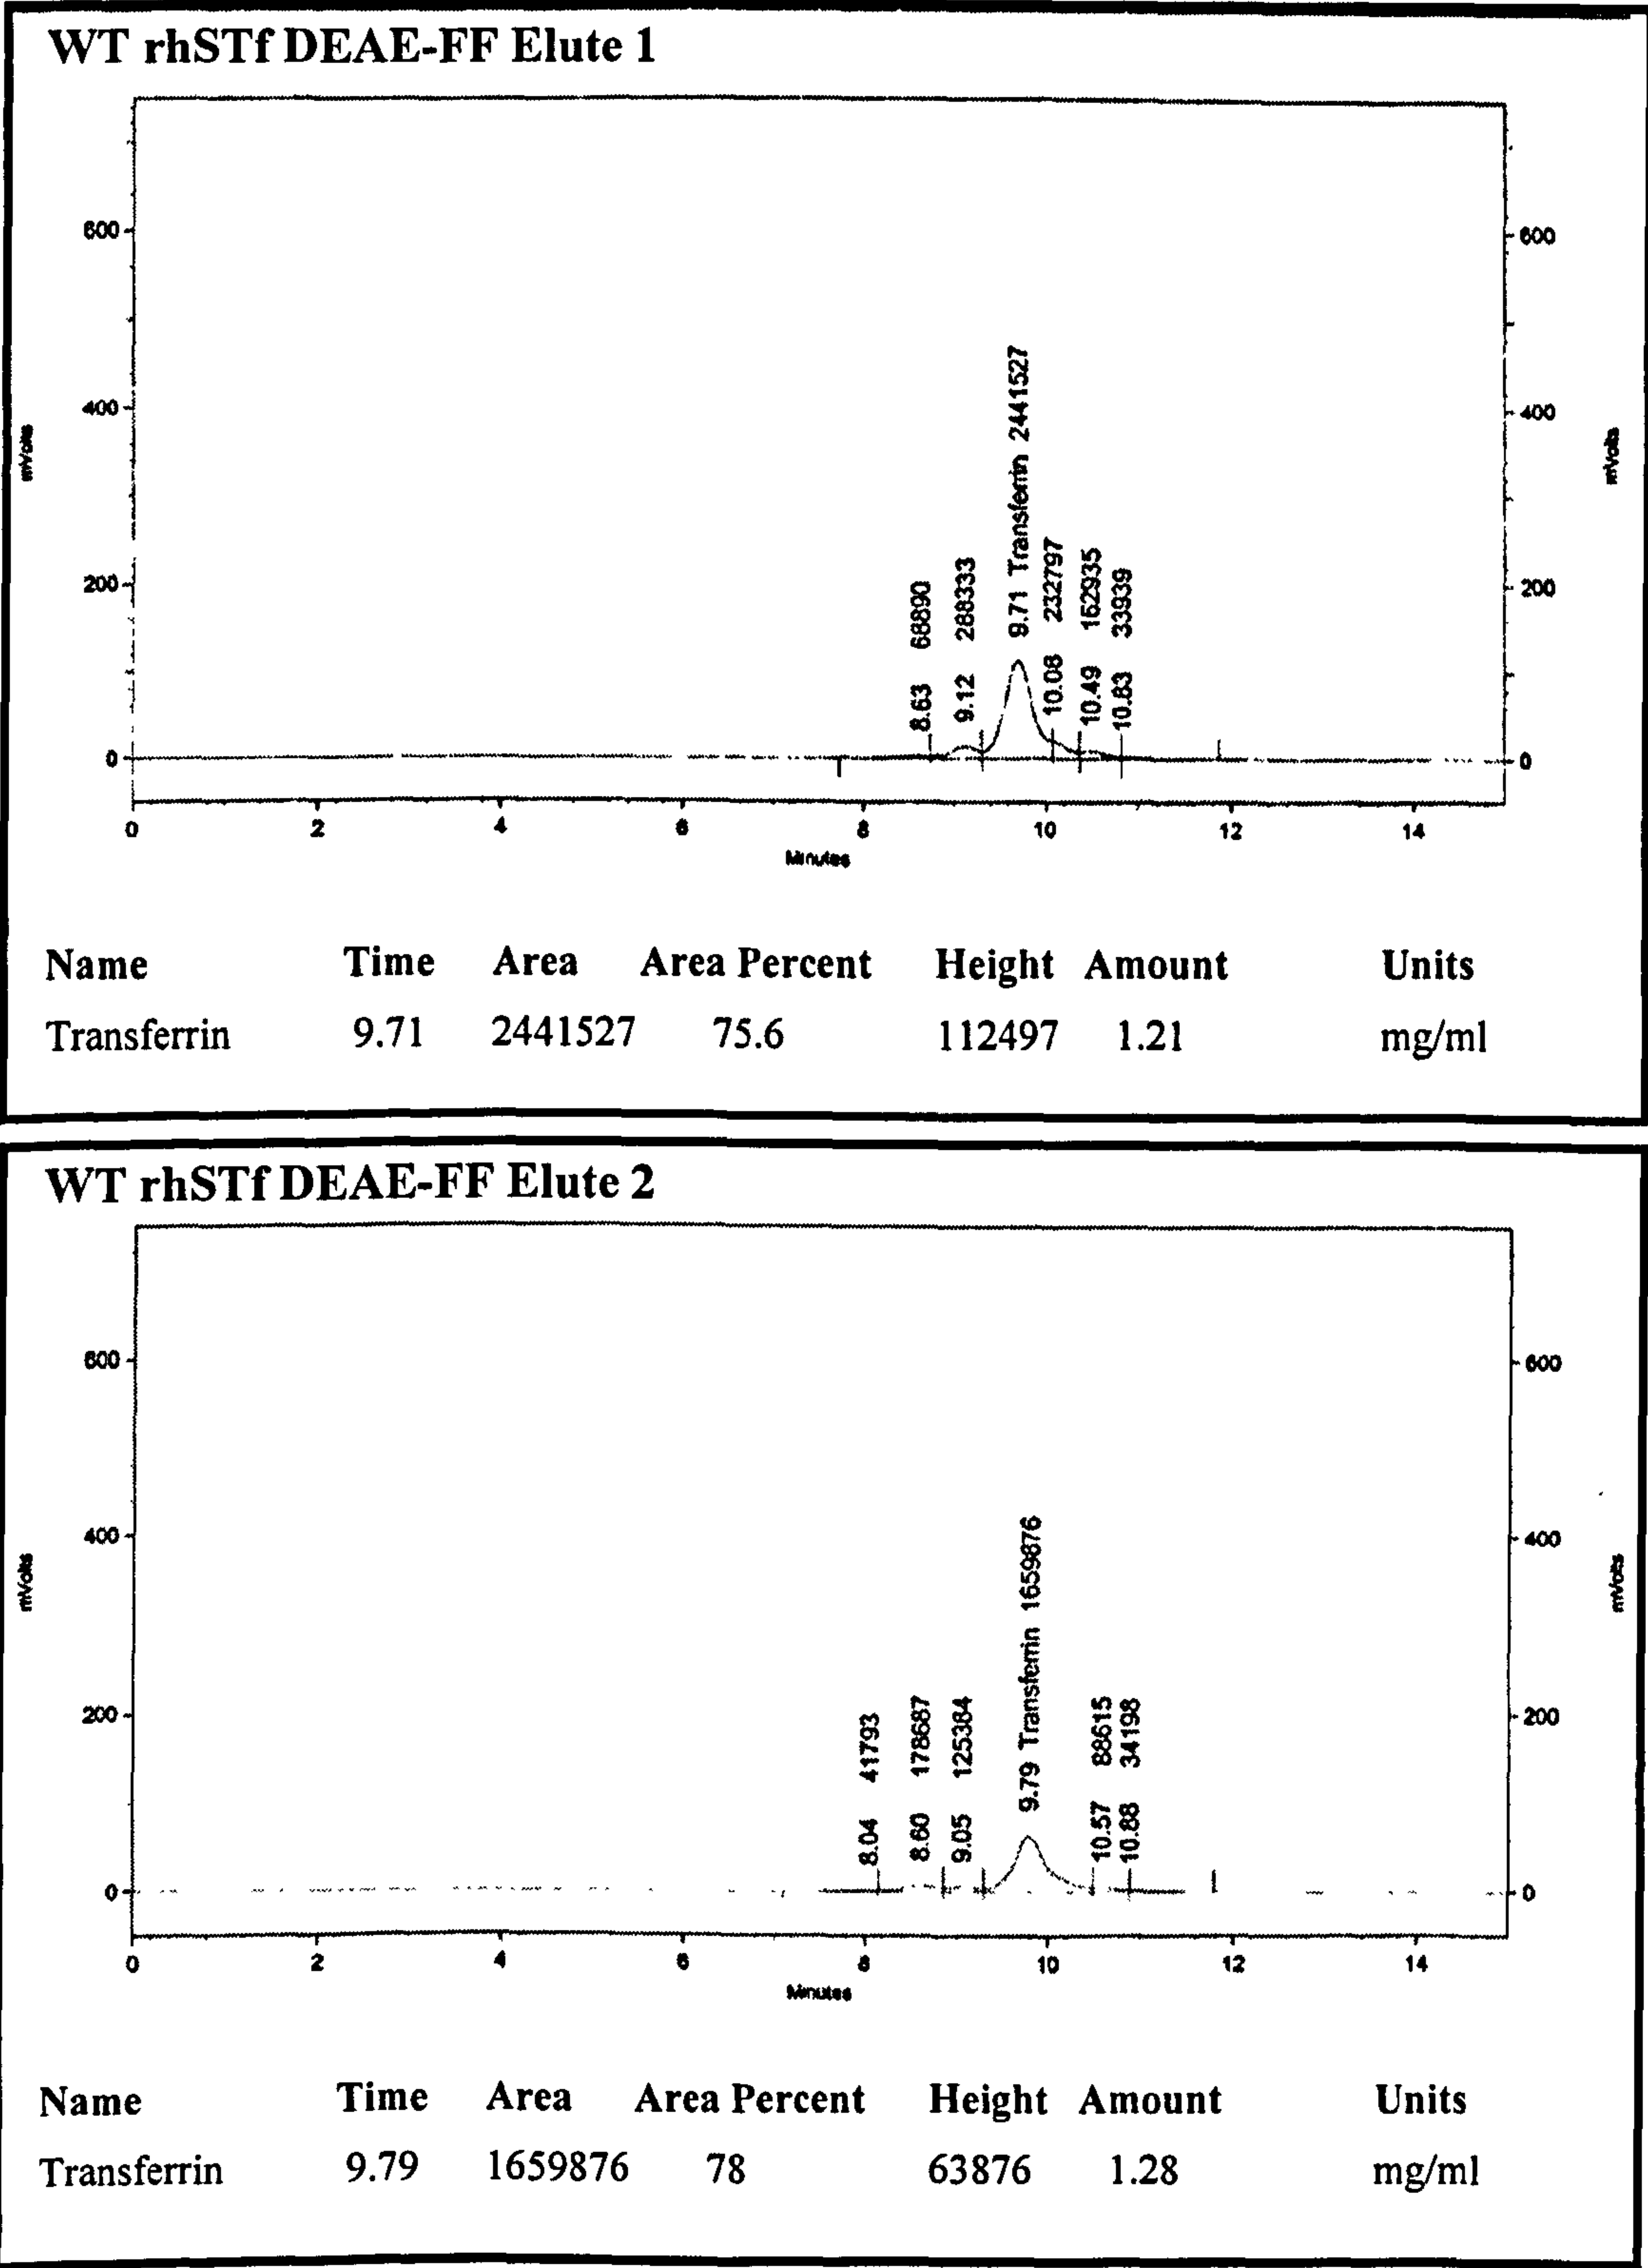 WT rhSTf DEAE-FF Elute 1
600
600
400
400
200
200
0
0
mVolts
mVolts
8.63 68890
9.12 288333
9.71 Transferrin 2441527
10.08 232797
10.49 162935
10.83 33939
0 2 4 6 8 10 12 14
Minutes
Name Time Area Area Percent Height Amount Units
Transferrin 9.71 2441527 75.6 112497 1.21 mg/ml
WT rhSTf DEAE-FF Elute 2
600
600
400
400
200
200
0
0
mVolts
mVolts
8.04 41793
8.60 178687
9.05 125384
9.79 Transferrin 1659876
10.57 88615
10.88 34198
0 2 4 6 8 10 12 14
Minutes
Name Time Area Area Percent Height Amount Units
Transferrin 9.79 1659876 78 63876 1.28 mg/ml